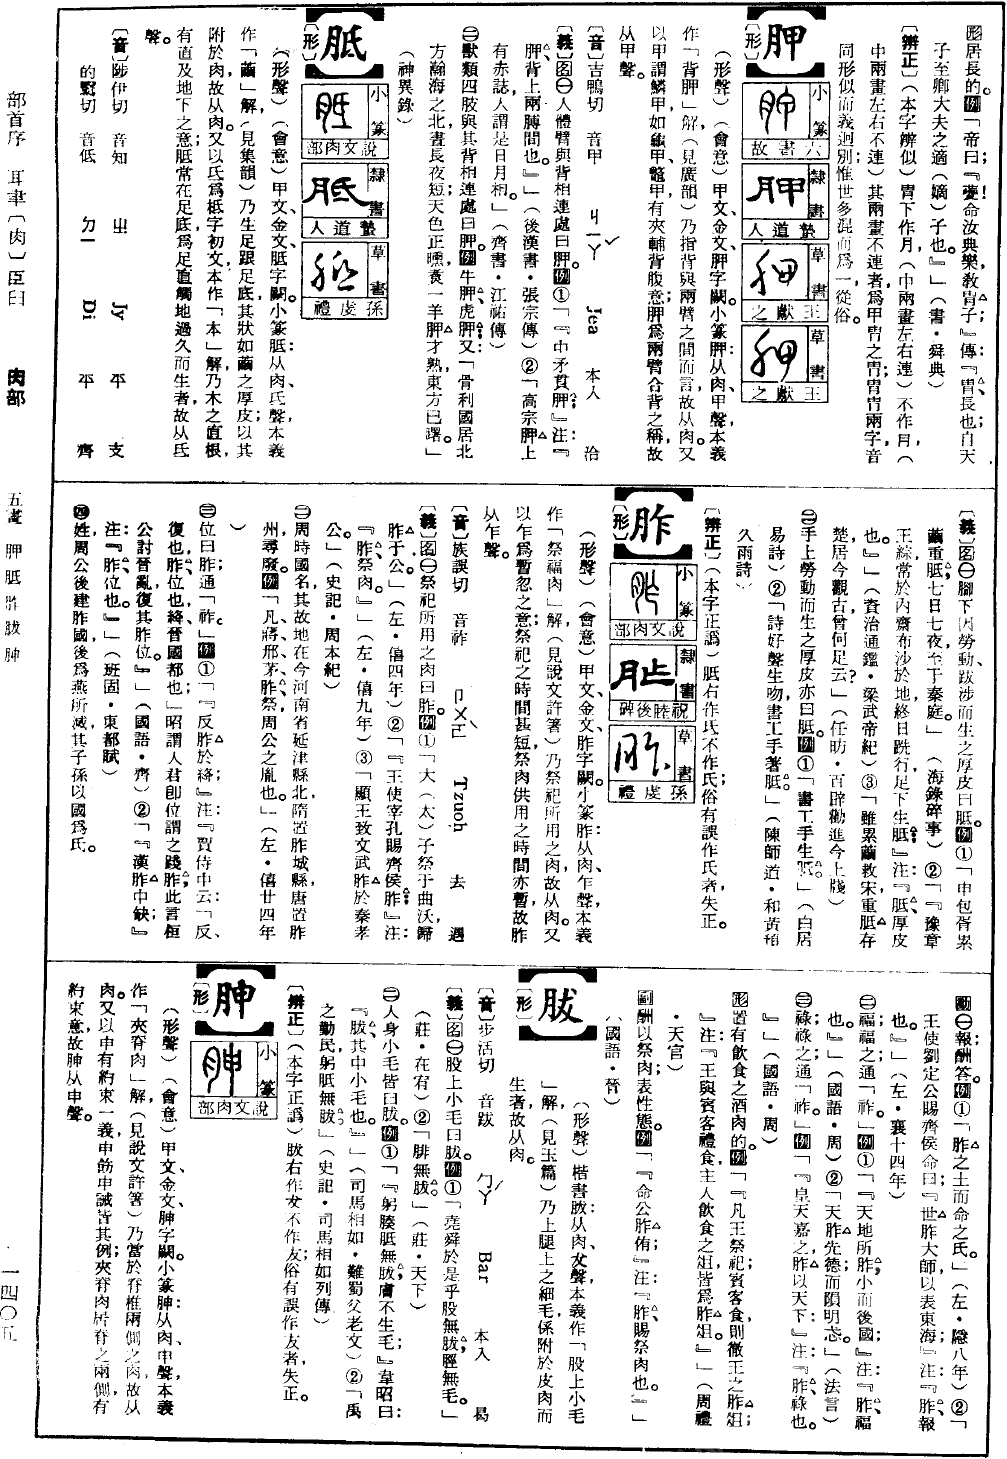 形居長的。例「帝曰；『夔！命汝典樂，敎冑子』傳：『冑，長也；自天
子至卿大夫之適（嫡）子也。』」（書・舜典）
〔辨正〕（本字辨似）冑下作⺼（中兩畫左右連）不作月（
中兩畫左右不連）；其兩畫不連者，爲甲冑之冑；冑冑兩字音
同形似而義迥別，惟世多混而爲一從俗。
胛
〔形〕
小篆 六書故
隸書 螫道人
草書 王獻之
草書 王獻之
（形聲）（會意）甲文、金文胛字闕。小篆胛：从肉，甲聲，本義
作「背胛」解，（見廣韻）乃指背與兩臂之間而言，故从肉。又
以甲謂鱗甲，如龜甲、鼈甲，有夾輔背腹意；胛爲兩臂合背之稱，故
从甲聲。
〔音〕吉鴨切 音甲 ㄐㄧㄚˇ Jea 本入 洽
〔義〕名㊀人體臂與背相連處曰胛。例①「『中矛貫胛』注：『
胛，背上兩膊間也。』」（後漢書・張宗傳）②「高宗胛上
有赤誌，人謂是日月相。」（齊書・江祐傳）
㊁獸類四肢與其背相連處曰胛。例牛胛、虎胛；又：「骨利國居北
方瀚海之北，晝長夜短；天色正曛，煑一羊胛才熟，東方已曙。」
（神異錄）
胝
〔形〕
小篆 說文肉部
隸書 螫道人
草書 孫虔禮
（形聲）（會意）甲文、金文胝字闕。小篆胝：从肉，氐聲，本義
作「繭」解，（見集韻）乃生足跟足底，其狀如繭之厚皮；以其
附於肉，故从肉。又以氐爲柢字初文，本作「本」解，乃木之直根，
有直及地下之意；胝常在足底，爲足直觸地過久而生者，故从氐
聲。
〔音〕陟伊切 音知 ㄓ Jy 平 支
的黳切 音低 ㄉㄧ Di 平 齊
〔義〕名㊀腳下因勞動、跋涉而生之厚皮曰胝。例①「申包胥累
繭重胝，七日七夜，至于秦庭。」（海錄碎事）②「『豫章
王綜常於內齋布沙於地，終日跣行，足下生胝』注：『胝，厚皮
也。』」（資治通鑑・梁武帝紀）③「雖累繭救宋，重胝存
楚，居今觀古，曾何足云？」（任昉・百辟勸進今上牋）
㊁手上勞動而生之厚皮亦曰胝。例①「書工手生胝。」（白居
易詩）②「詩好聲生吻，書工手著胝。」（陳師道・和黃預
久雨詩）
〔辨正〕（本字正譌）胝右作氐不作氏，俗有誤作氏者，失正。
胙
〔形〕
小篆 說文肉部
隸書 祝睦後碑
草書 孫虔禮
（形聲）（會意）甲文、金文胙字闕。小篆胙：从肉，乍聲，本義
作「祭福肉」解，（見說文許箸）乃祭祀所用之肉，故从肉。又
以乍爲暫忽之意，祭祀之時間甚短，祭肉供用之時間亦暫，故胙
从乍聲。
〔音〕族誤切 音祚 ㄗㄨㄛˋ Tzuoh 去 遇
〔義〕名㊀祭祀所用之肉曰胙。例①「大（太）子祭于曲沃，歸
胙于公。」（左・僖四年）②「『王使宰孔賜齊侯胙』注：
『胙，祭肉。』」（左・僖九年）③「顯王致文武胙於秦孝
公。」（史記・周本紀）
㊁周時國名，其故地在今河南省延津縣北，隋置胙城縣，唐置胙
州，尋廢。例「凡、蔣、邢、茅、胙、祭，周公之胤也。」（左・僖廿四年
）
㊂位曰胙，通「祚。」例①「『反胙於絳』注：『賈侍中云：「反，
復也；胙，位也；絳，晉國都也」昭謂人君卽位謂之踐胙，此言桓
公討晉亂，復其胙位』」（國語・齊）②「『漢胙中缺』
注：『胙，位也。』」（班固・東都賦）
㊃姓，周公後建胙國，後爲燕所滅，其子孫以國爲氏。
動㊀報；酬答。例①「胙之土而命之氏。」（左・隱八年）②「
王使劉定公賜齊侯命，曰：『世胙大師，以表東海；』注：『胙，報
也。』」（左・襄十四年）
㊁福；福之；通「祚。」例①「『天地所胙，小而後國』注：『胙，福
也。』」（國語・周）②「天胙先德而隕明忒。」（法言）
㊂祿；祿之；通「祚。」例「『皇天嘉之，胙以天下』注：『胙，祿也。
』」（國語・周）
形置有飲食之酒肉的。例「『凡王祭祀賓客食，則徹王之胙俎；
』注：『王與賓客禮食，主人飲食之俎皆爲胙俎。』」（周禮
・天官）
副酬以祭肉，表性態。例「『命公胙侑』注：『胙，賜祭肉也。』」
（國語・晉）
胈
〔形〕
（形聲）楷書胈：从肉，犮聲，本義作「股上小毛
」解，（見玉篇）乃上腿上之細毛，係附於皮肉而
生者，故从肉。
〔音〕步活切 音跋 ㄅㄚˊ Bar 本入 曷
〔義〕名㊀股上小毛曰胈。例①「堯舜於是乎股無胈，脛無毛。」
（莊・在宥）②「腓無胈。」（莊・天下）
㊁人身小毛皆曰胈。例①「『躬腠胝無胈，膚不生毛』韋昭曰：
『胈，其中小毛也。』」（司馬相如・難蜀父老文）②「禹
之勤民，躬胝無胈。」（史記・司馬相如列傳）
〔辨正〕（本字正譌）胈右作犮不作友；俗有誤作友者，失正。
胂
〔形〕
小篆 說文肉部
（形聲）（會意）甲文、金文胂字闕。小篆胂：从肉，申聲，本義
作「夾脊肉」解，（見說文許箸）乃當於脊椎兩側之肉，故从
肉。又以申有約束一義，申飭申誡皆其例；夾脊肉居脊之兩側，有
約束意，故胂从申聲。
部首序 耳聿〔肉〕臣臼 肉部 五畫 胛胝胙胈胂 一四〇五